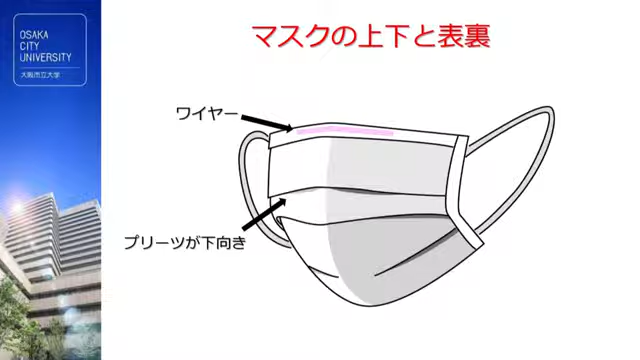 OSAKA
CITY
UNIVERSITY
大阪市立大学
マスクの上下と表裏
ワイヤー
プリーツが下向き